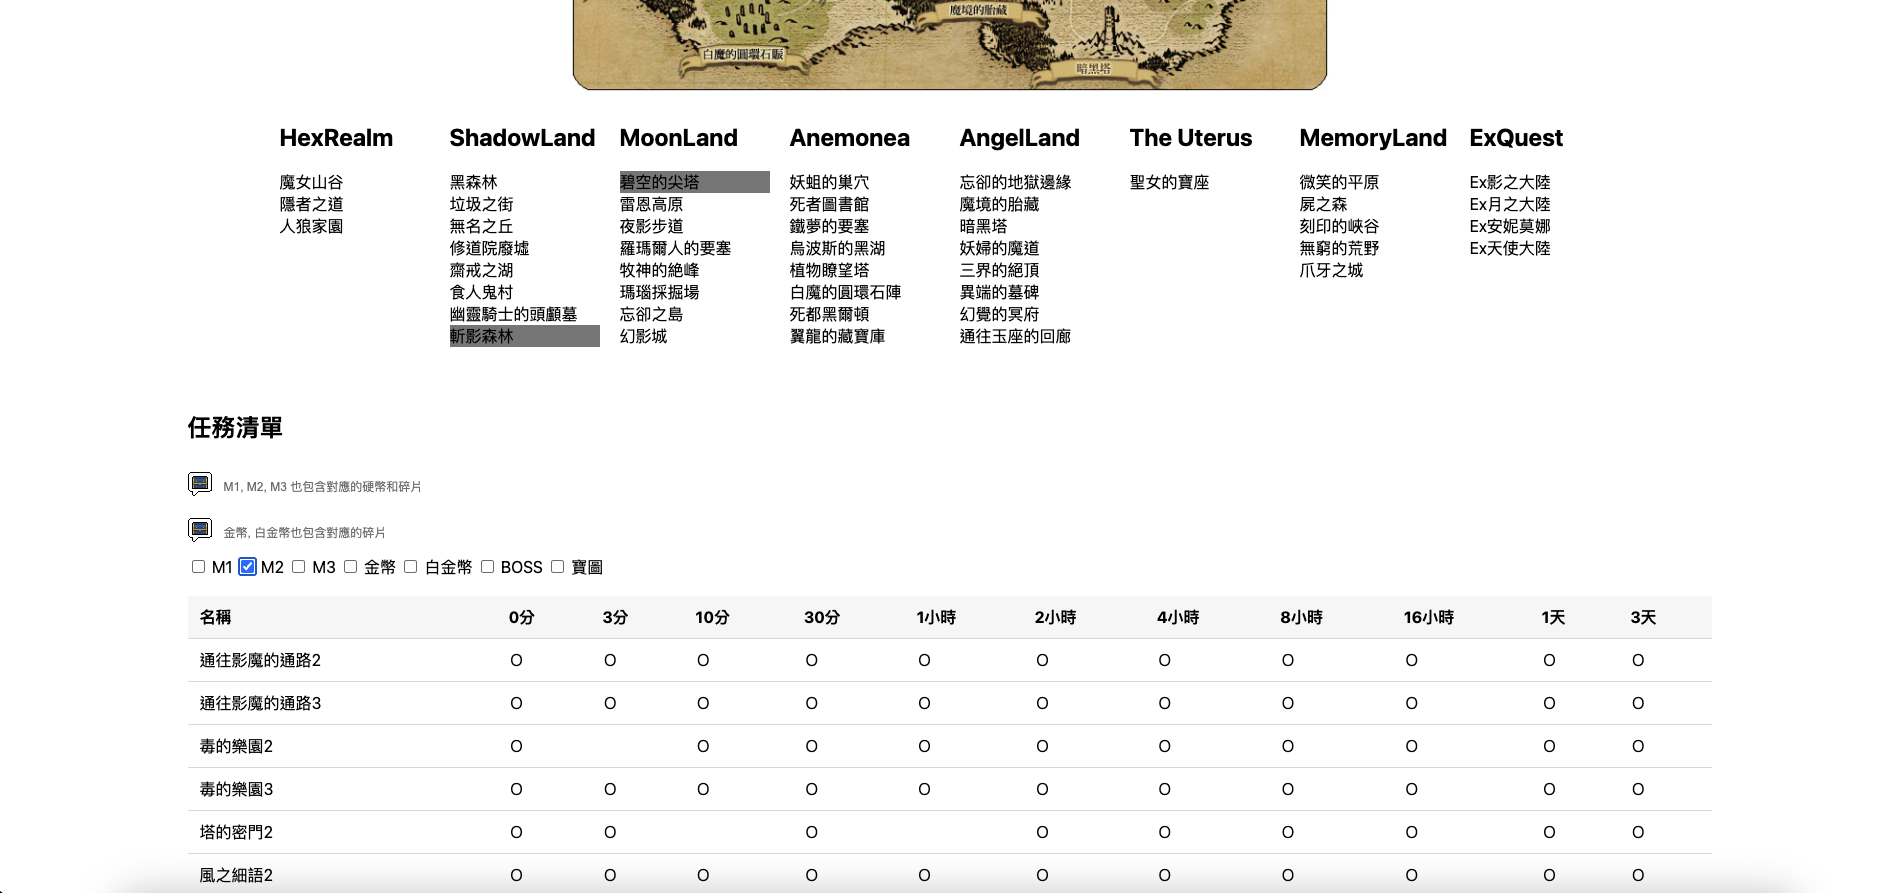 魔境的胎藏
白魔的圓環石陣
暗黑塔
HexRealm
魔女山谷
隱者之道
人狼家園
ShadowLand
黑森林
垃圾之街
無名之丘
修道院廢墟
齋戒之湖
食人鬼村
幽靈騎士的頭顱墓
斬影森林
MoonLand
碧空的尖塔
雷恩高原
夜影步道
羅瑪爾人的要塞
牧神的絶峰
瑪瑙採掘場
忘卻之島
幻影城
Anemonea
妖蛆的巢穴
死者圖書館
鐵夢的要塞
烏波斯的黑湖
植物瞭望塔
白魔的圓環石陣
死都黑爾頓
翼龍的藏寶庫
AngelLand
忘卻的地獄邊緣
魔境的胎藏
暗黑塔
妖婦的魔道
三界的絕頂
異端的墓碑
幻覺的冥府
通往玉座的回廊
The Uterus
聖女的寶座
MemoryLand
微笑的平原
屍之森
刻印的峽谷
無窮的荒野
爪牙之城
ExQuest
Ex影之大陸
Ex月之大陸
Ex安妮莫娜
Ex天使大陸
任務清單
M1, M2, M3 也包含對應的硬幣和碎片
金幣, 白金幣也包含對應的碎片
M1 M2 M3 金幣 白金幣 BOSS 寶圖
名稱 0分 3分 10分 30分 1小時 2小時 4小時 8小時 16小時 1天 3天
通往影魔的通路2 O O O O O O O O O O O
通往影魔的通路3 O O O O O O O O O O O
毒的樂園2 O O O O O O O O O O
毒的樂園3 O O O O O O O O O O O
塔的密門2 O O O O O O O O O
風之細語2 O O O O O O O O O O O